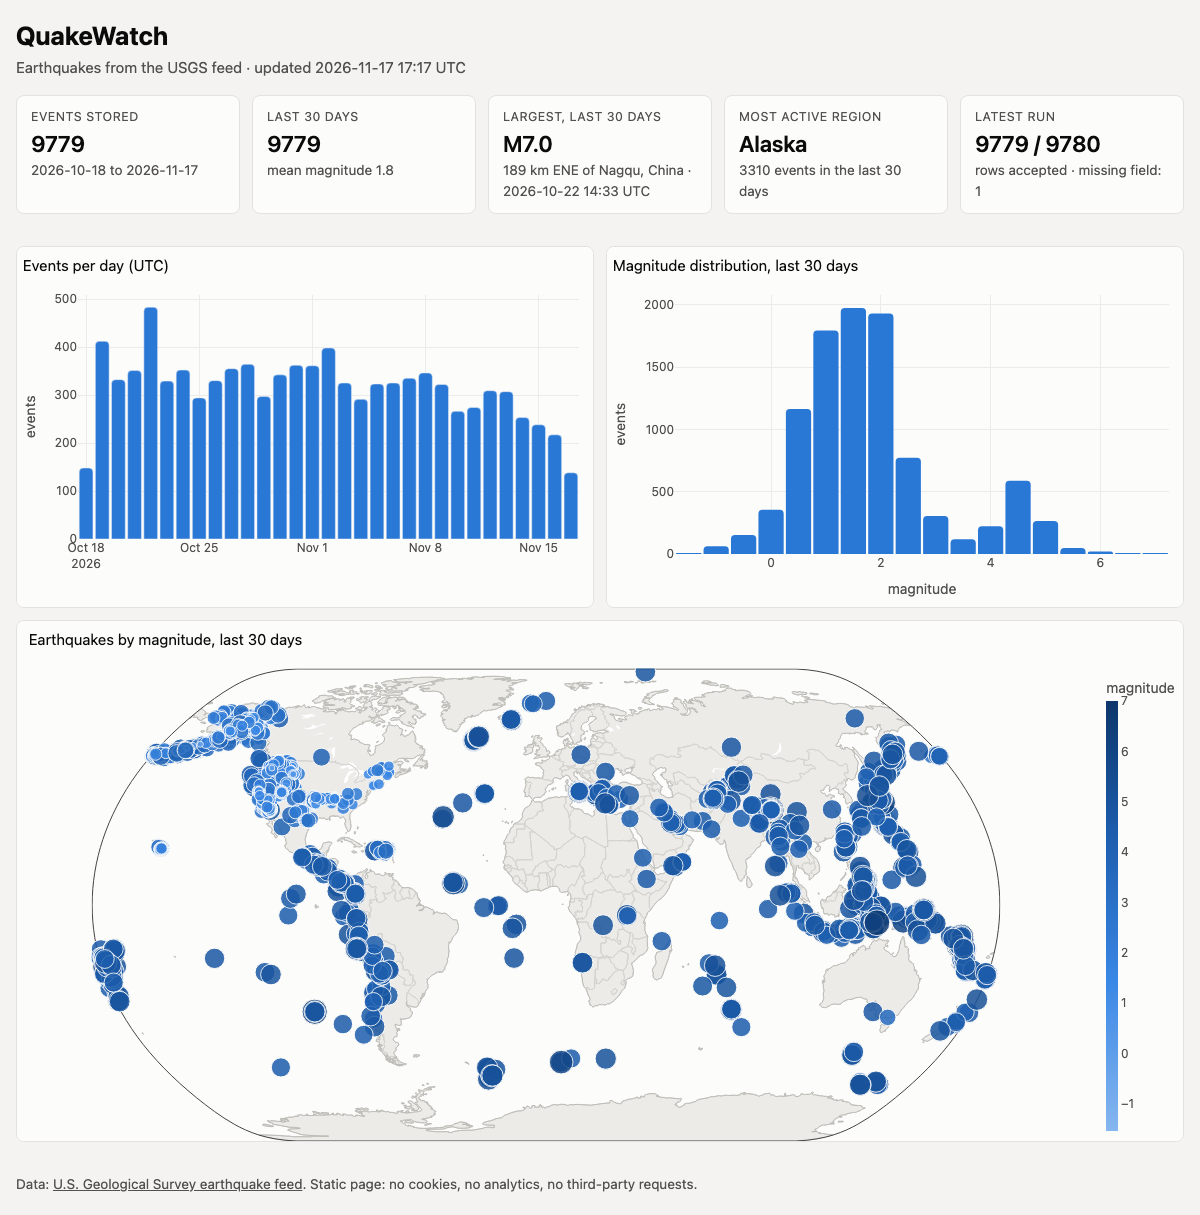 QuakeWatch
Earthquakes from the USGS feed · updated 2026-11-17 17:17 UTC
EVENTS STORED
9779
2026-10-18 to 2026-11-17
LAST 30 DAYS
9779
mean magnitude 1.8
LARGEST, LAST 30 DAYS
M7.0
189 km ENE of Nagqu, China ·
2026-10-22 14:33 UTC
MOST ACTIVE REGION
Alaska
3310 events in the last 30
days
LATEST RUN
9779 / 9780
rows accepted · missing field:
1
Events per day (UTC)
500
400
300
200
100
0
events
Oct 18
2026
Oct 25
Nov 1
Nov 8
Nov 15
Magnitude distribution, last 30 days
2000
1500
1000
500
0
events
0
2
4
6
magnitude
Earthquakes by magnitude, last 30 days
magnitude
7
6
5
4
3
2
1
0
−1
Data: U.S. Geological Survey earthquake feed. Static page: no cookies, no analytics, no third-party requests.